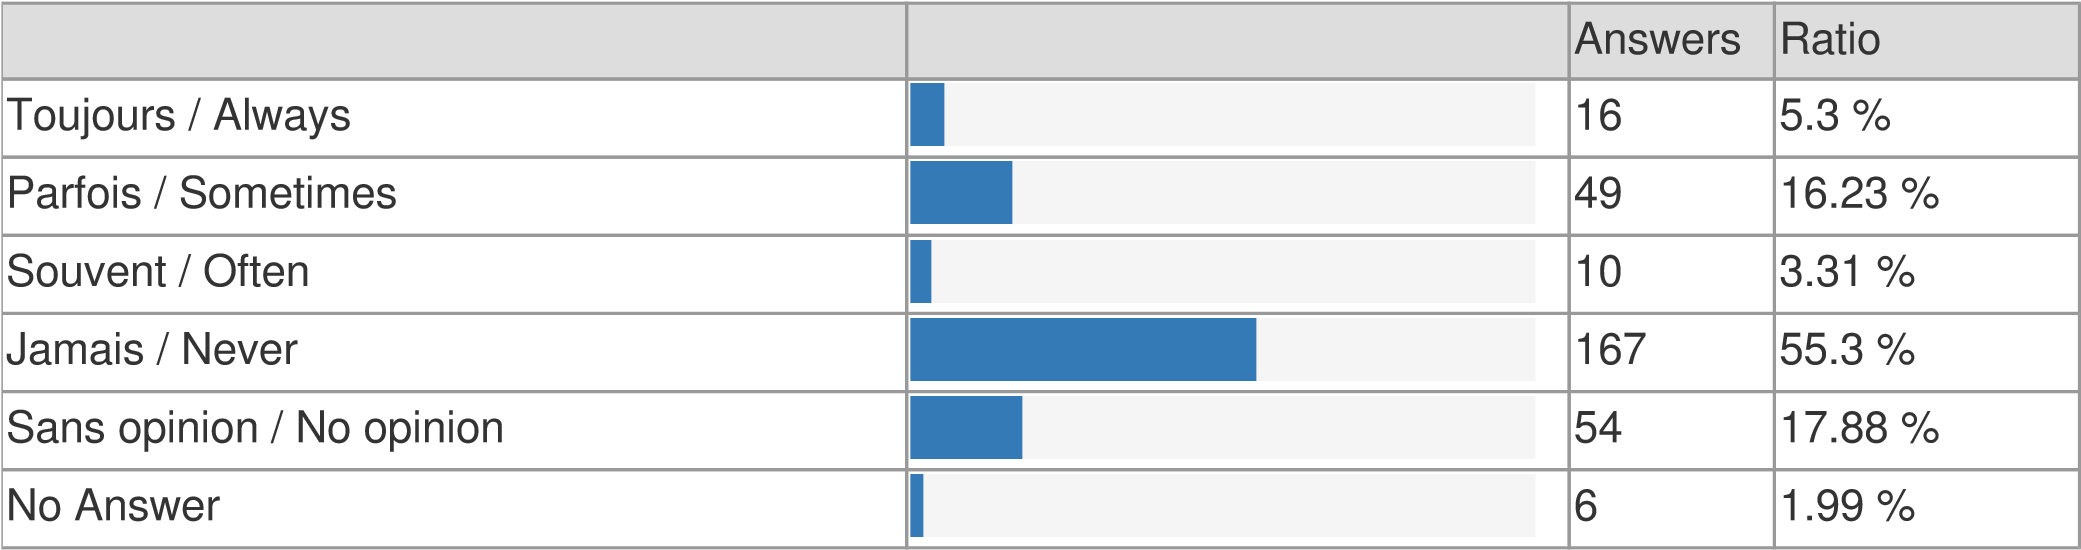 Answers Ratio
Toujours / Always 16 5.3 %
Parfois / Sometimes 49 16.23 %
Souvent / Often 10 3.31 %
Jamais / Never 167 55.3 %
Sans opinion / No opinion 54 17.88 %
No Answer 6 1.99 %